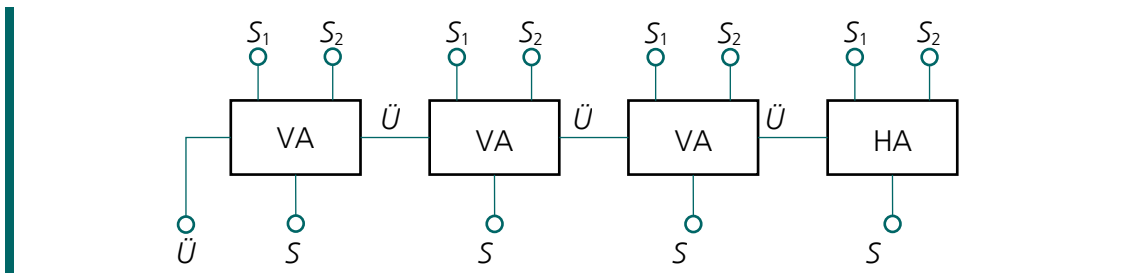 S₁ S₂ S₁ S₂ S₁ S₂ S₁ S₂
Ü Ü Ü
VA VA VA HA
Ü S S S S